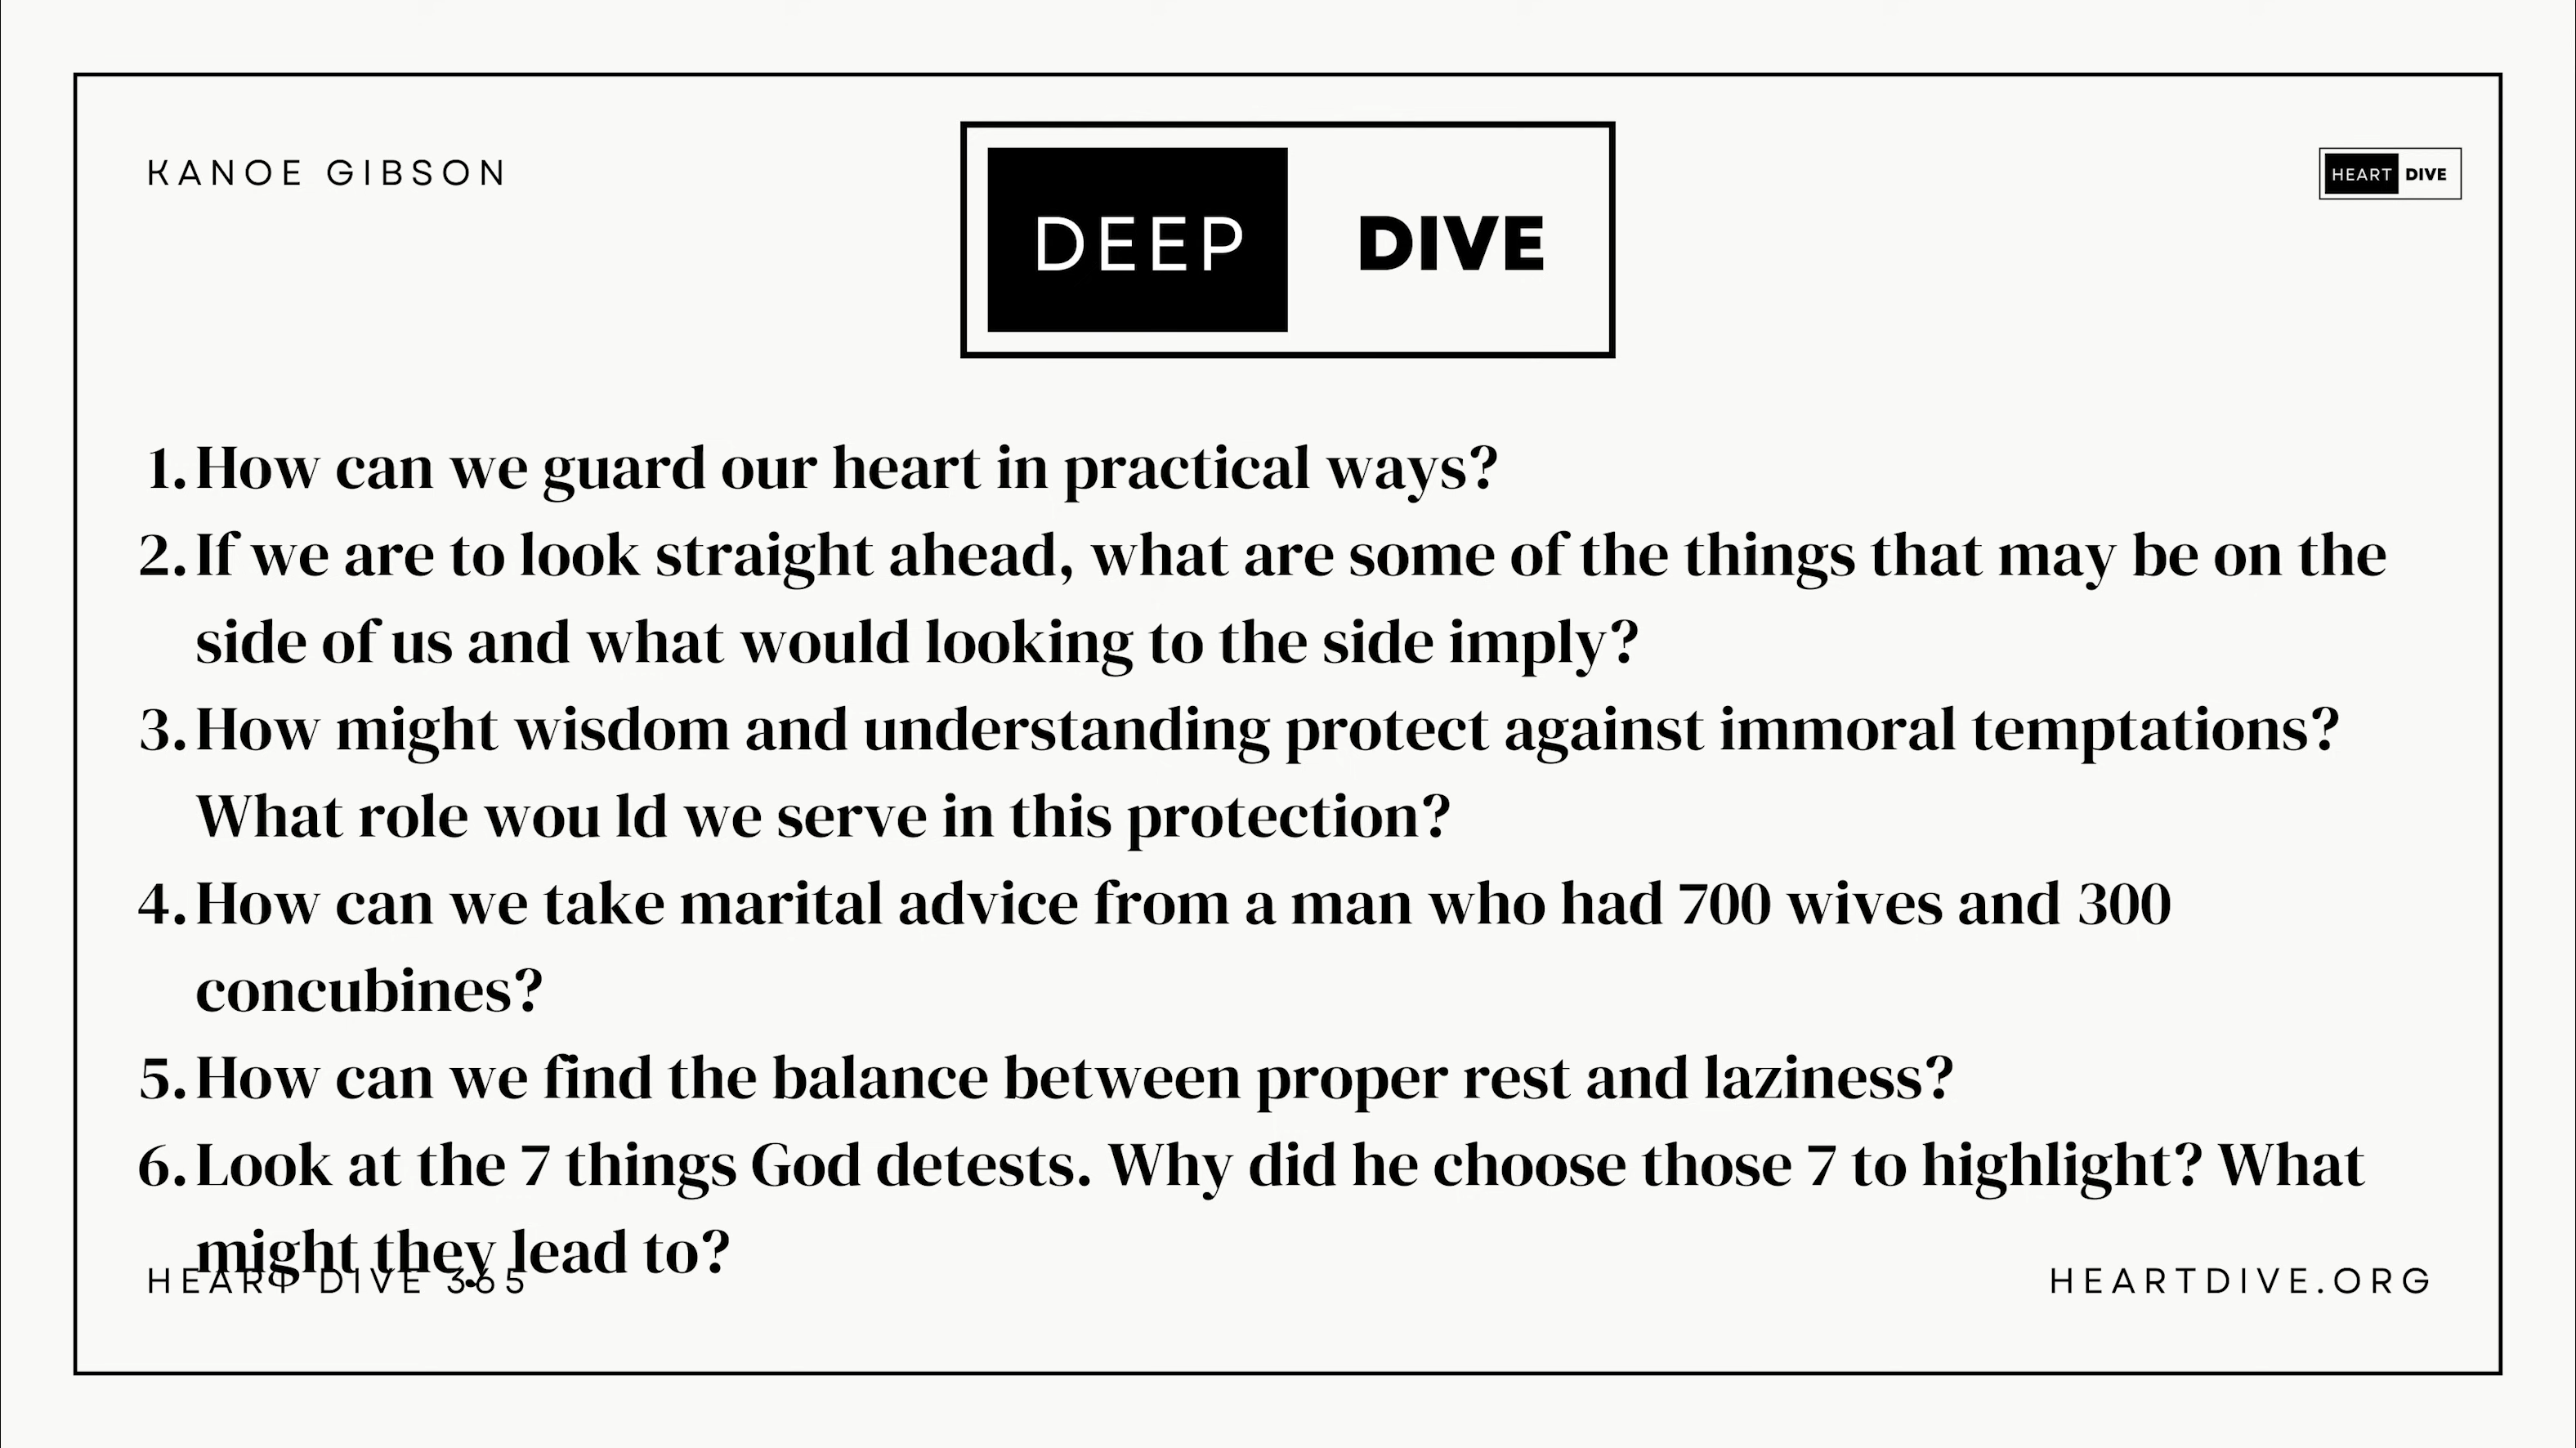 KANOE GIBSON
DEEP DIVE
HEART DIVE
1. How can we guard our heart in practical ways?
2. If we are to look straight ahead, what are some of the things that may be on the
side of us and what would looking to the side imply?
3. How might wisdom and understanding protect against immoral temptations?
What role wou ld we serve in this protection?
4. How can we take marital advice from a man who had 700 wives and 300
concubines?
5. How can we find the balance between proper rest and laziness?
6. Look at the 7 things God detests. Why did he choose those 7 to highlight? What
might they lead to?
HEART DIVE 365
HEARTDIVE.ORG